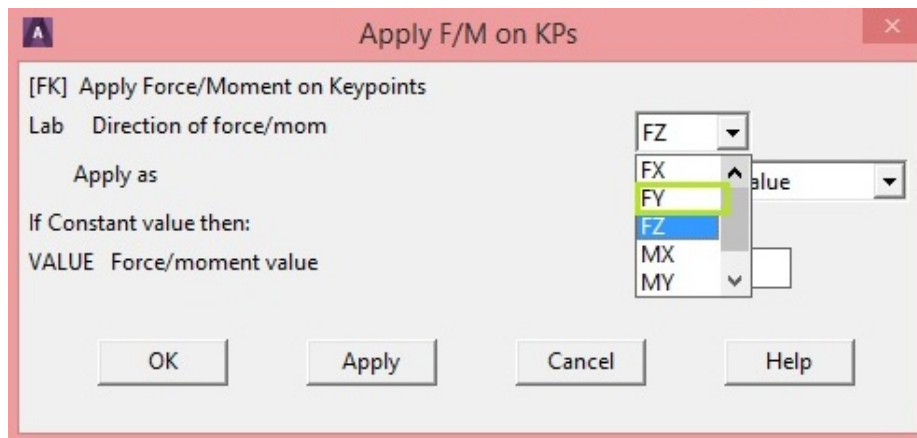 A
Apply F/M on KPs
[FK] Apply Force/Moment on Keypoints
Lab Direction of force/mom
FZ
Apply as
alue
FX
FY
FZ
MX
MY
If Constant value then:
VALUE Force/moment value
OK Apply Cancel Help